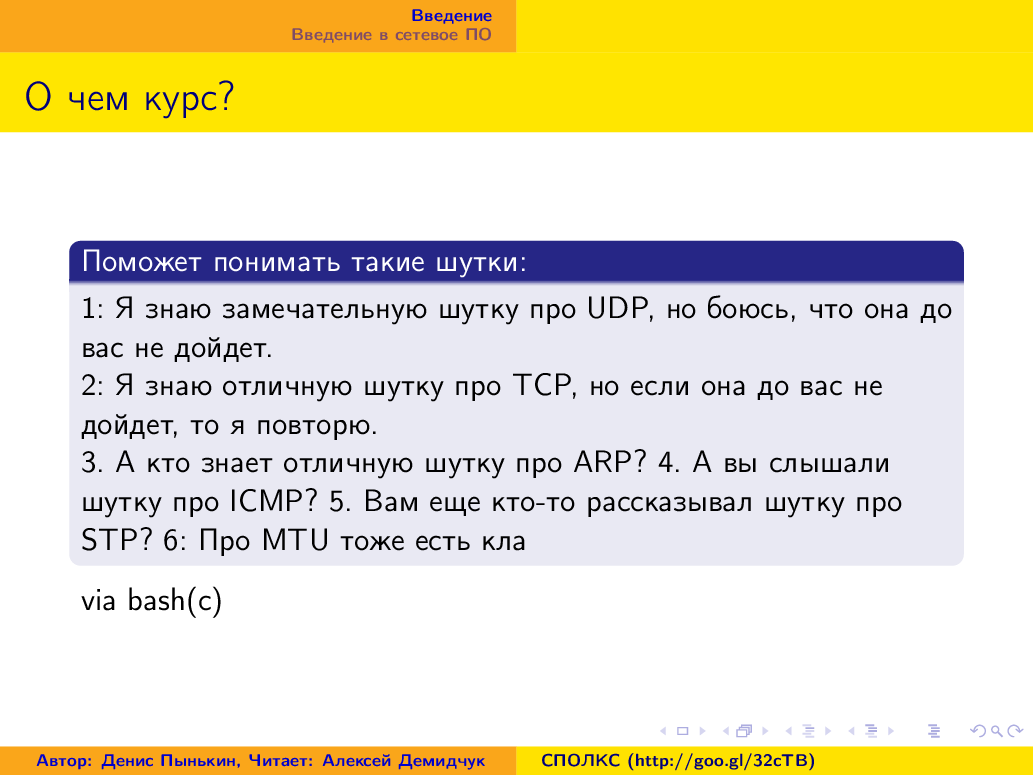 Введение
Введение в сетевое ПО
О чем курс?
Поможет понимать такие шутки:
1: Я знаю замечательную шутку про UDP, но боюсь, что она до
вас не дойдет.
2: Я знаю отличную шутку про TCP, но если она до вас не
дойдет, то я повторю.
3. А кто знает отличную шутку про ARP? 4. А вы слышали
шутку про ICMP? 5. Вам еще кто-то рассказывал шутку про
STP? 6: Про MTU тоже есть кла
via bash(c)
Автор: Денис Пынькин, Читает: Алексей Демидчук
СПОЛКС (http://goo.gl/32cTB)